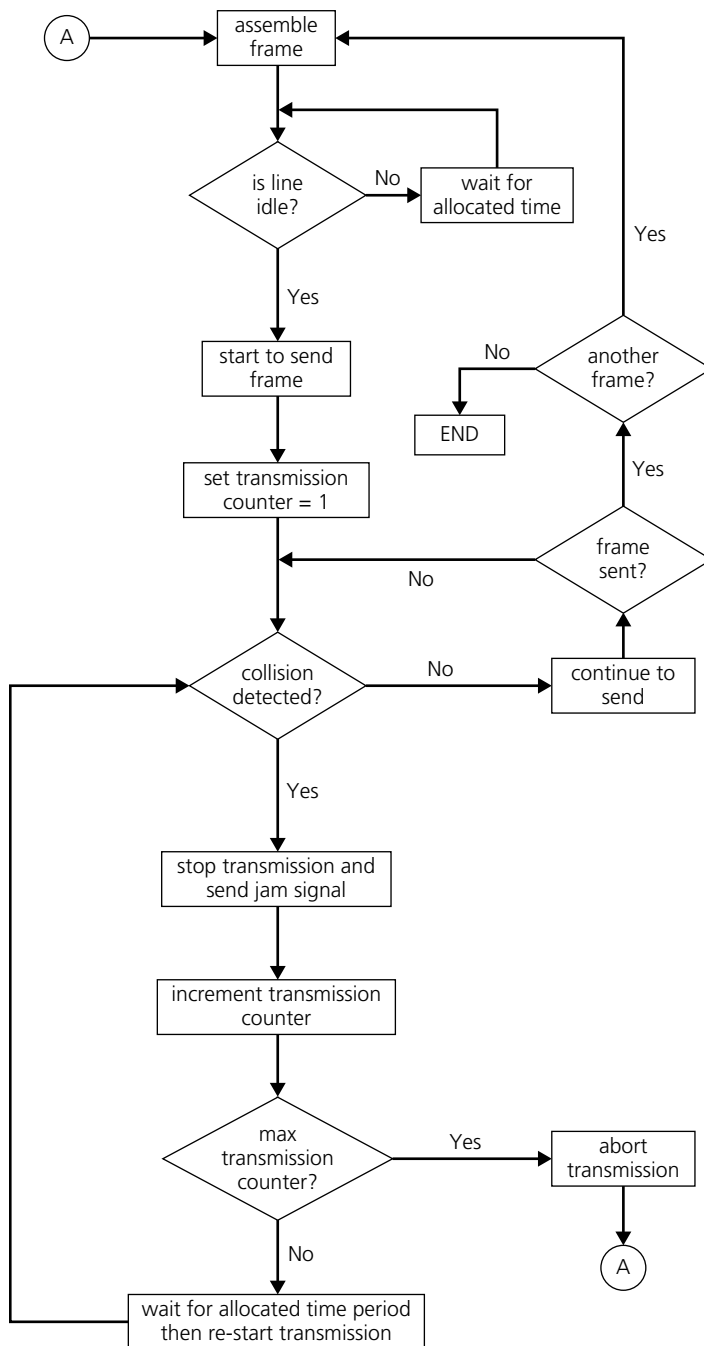 A
assemble
frame
is line
idle?
No
wait for
allocated time
Yes
Yes
start to send
frame
No
another
frame?
END
Yes
set transmission
counter = 1
frame
sent?
No
collision
detected?
No
continue to
send
Yes
stop transmission and
send jam signal
increment transmission
counter
max
transmission
counter?
Yes
abort
transmission
No
A
wait for allocated time period
then re-start transmission